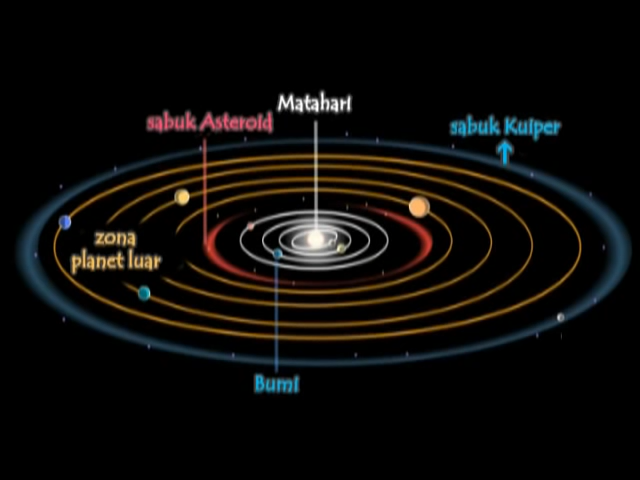 Matahari
sabuk Asteroid
sabuk Kuiper
zona
planet luar
Bumi